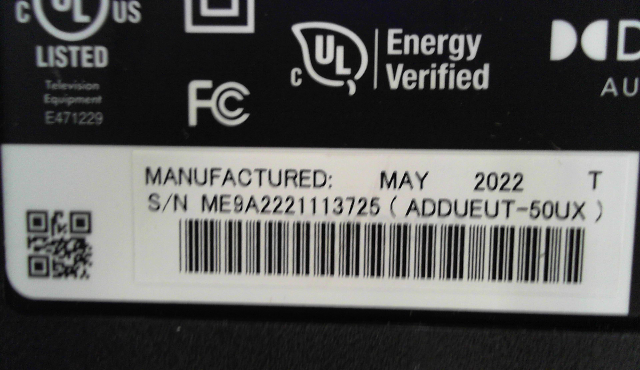 C UL US
LISTED
Television
Equipment
E471229
FC
C UL
Energy
Verified
AU
MANUFACTURED: MAY 2022 T
S/N ME9A2221113725 ( ADDUEUT-50UX )